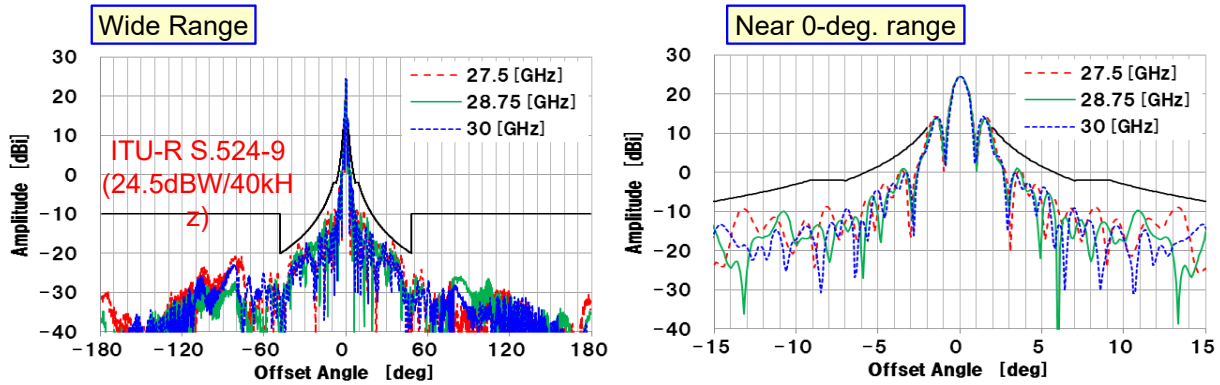 Wide Range
30
20
10
0
−10
−20
−30
−40
Amplitude [dBi]
27.5 [GHz]
28.75 [GHz]
30 [GHz]
ITU-R S.524-9
(24.5dBW/40kH
z)
−180 −120 −60 0 60 120 180
Offset Angle [deg]
Near 0-deg. range
30
20
10
0
−10
−20
−30
−40
Amplitude [dBi]
27.5 [GHz]
28.75 [GHz]
30 [GHz]
−15 −10 −5 0 5 10 15
Offset Angle [deg]